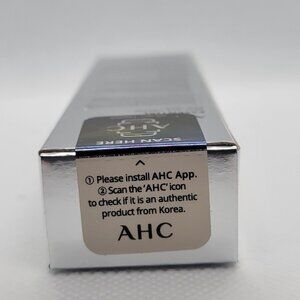 AHC
SCAN HERE
① Please install AHC App.
② Scan the 'AHC' icon
to check if it is an authentic
product from Korea.
AHC